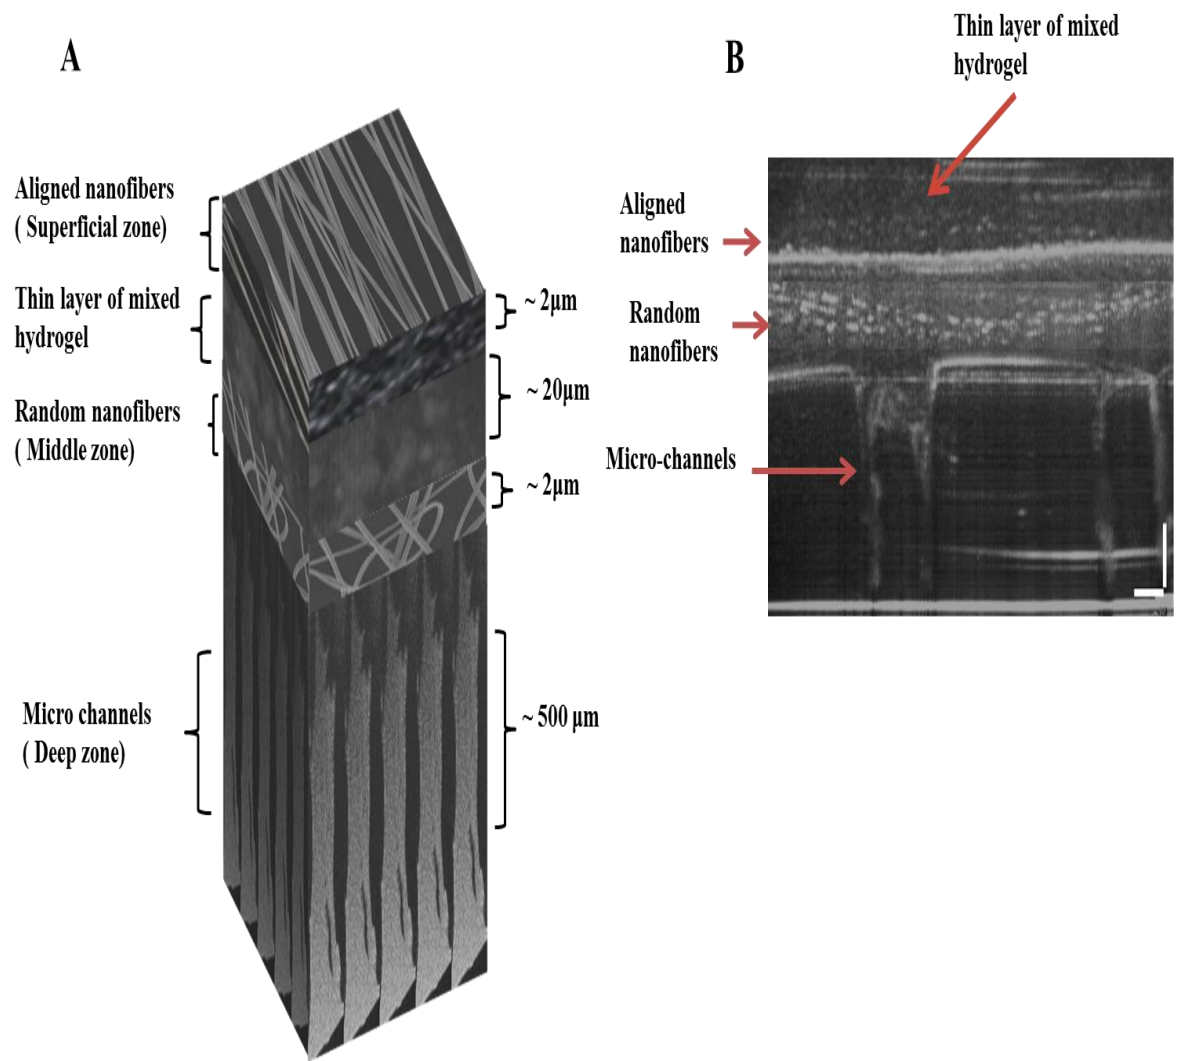 A
Aligned nanofibers
( Superficial zone)
Thin layer of mixed
hydrogel
Random nanofibers
( Middle zone)
Micro channels
( Deep zone)
~ 2µm
~ 20µm
~ 2µm
~ 500 µm
B
Thin layer of mixed
hydrogel
Aligned
nanofibers
Random
nanofibers
Micro-channels